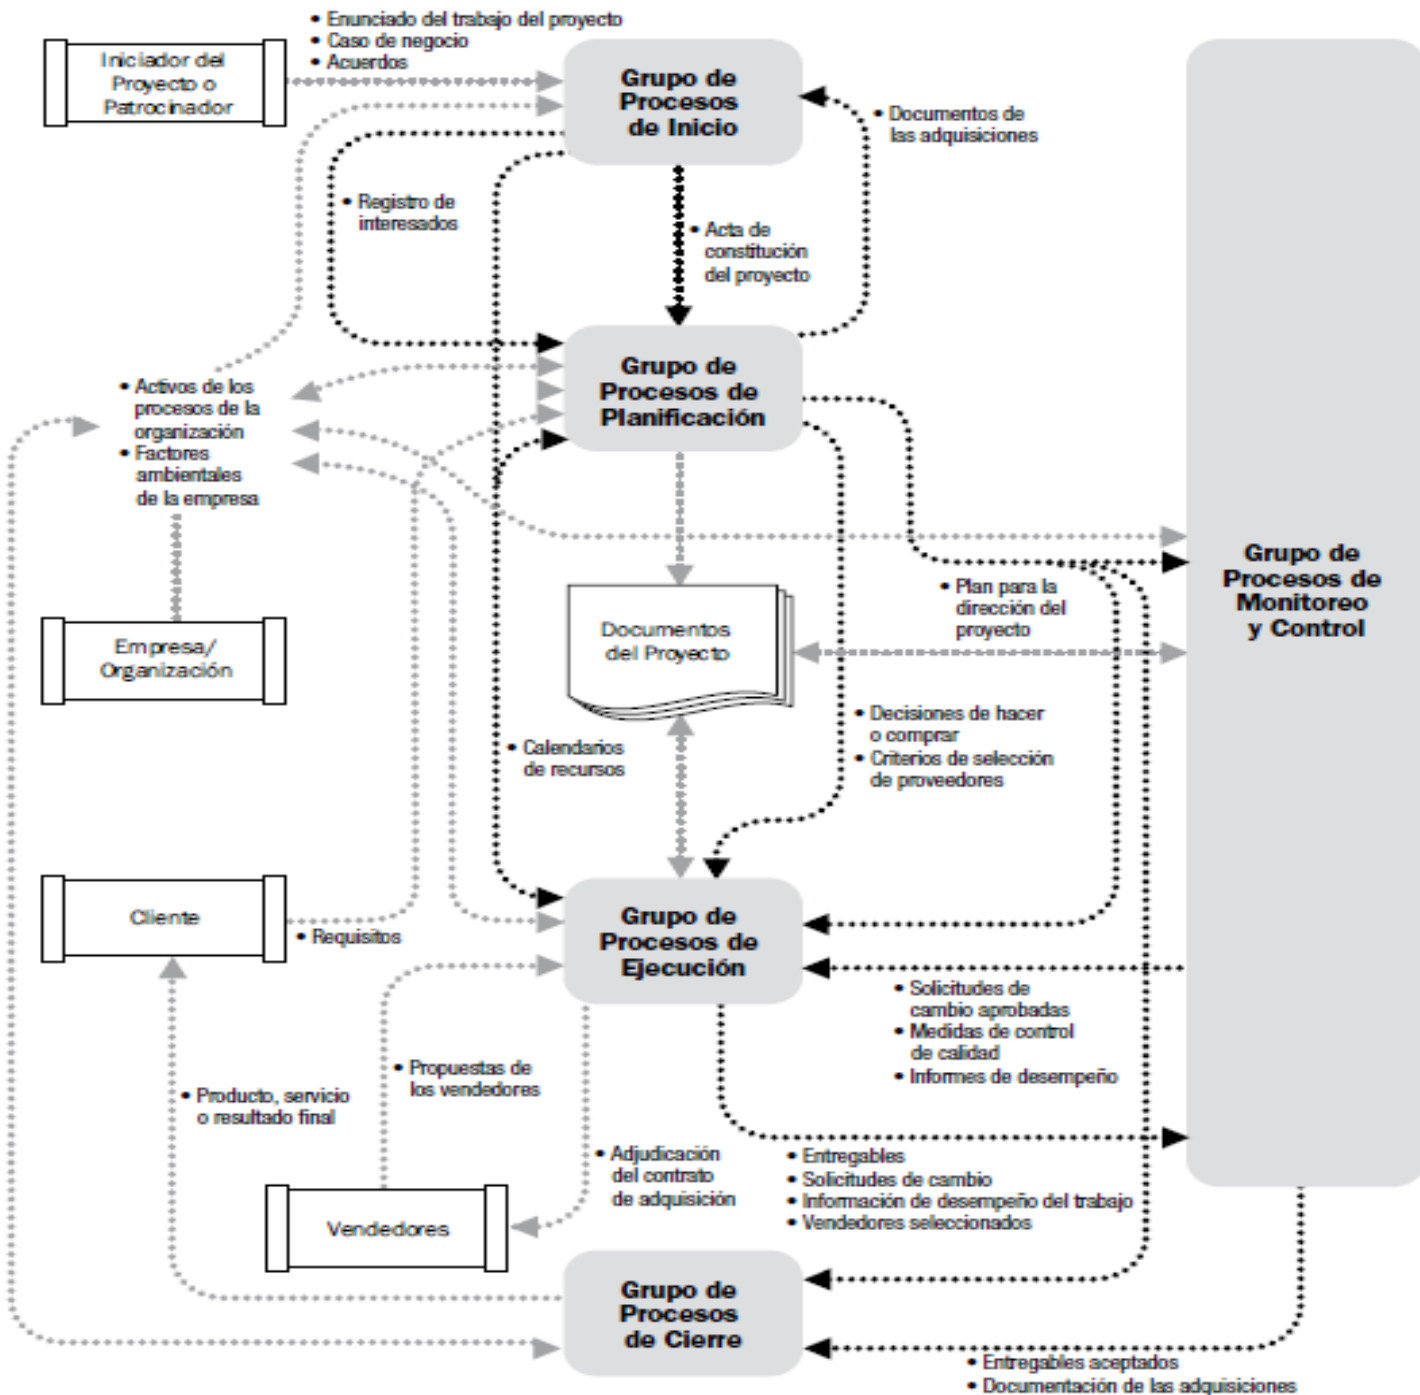 • Enunciado del trabajo del proyecto
• Caso de negocio
• Acuerdos
Iniciador del
Proyecto o
Patrocinador
Grupo de
Procesos
de Inicio
• Documentos de
las adquisiciones
• Registro de
interesados
• Acta de
constitución
del proyecto
Grupo de
Procesos de
Planificación
• Activos de los
procesos de la
organización
• Factores
ambientales
de la empresa
Grupo de
Procesos de
Monitoreo
y Control
• Plan para la
dirección del
proyecto
Empresa/
Organización
Documentos
del Proyecto
• Decisiones de hacer
o comprar
• Criterios de selección
de proveedores
• Calendarios
de recursos
Cliente
• Requisitos
Grupo de
Procesos de
Ejecución
• Solicitudes de
cambio aprobadas
• Medidas de control
de calidad
• Informes de desempeño
• Propuestas de
los vendedores
• Producto, servicio
o resultado final
• Adjudicación
del contrato
de adquisición
• Entregables
• Solicitudes de cambio
• Información de desempeño del trabajo
• Vendedores seleccionados
Vendedores
Grupo de
Procesos
de Cierre
• Entregables aceptados
• Documentación de las adquisiciones